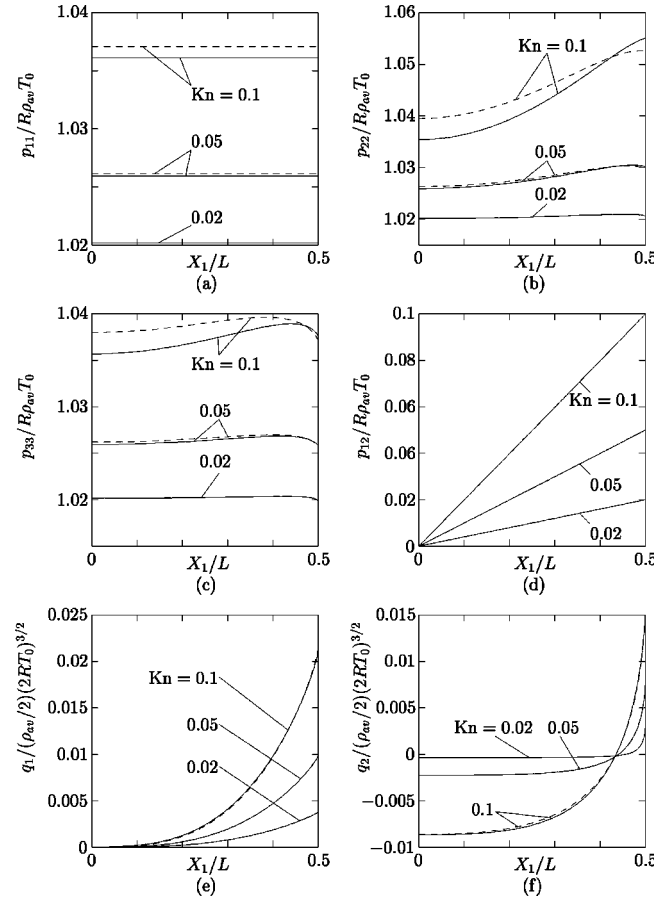 1.04
1.03
1.02
p11/Rρav T0
Kn = 0.1
0.05
0.02
0
X1/L
0.5
(a)
1.06
1.05
1.04
1.03
1.02
p22/Rρav T0
Kn = 0.1
0.05
0.02
0
X1/L
0.5
(b)
1.04
1.03
1.02
p33/Rρav T0
Kn = 0.1
0.05
0.02
0
X1/L
0.5
(c)
0.1
0.08
0.06
0.02
0
p12/Rρav T0
Kn = 0.1
0.05
0.02
0
X1/L
0.5
(d)
0.025
0.02
0.010
0.005
0
q1/(ρav/2)(2RT0)^3/2
Kn = 0.1
0.05
0.02
0
X1/L
0.5
(e)
0.015
0.010
0.005
0
−0.005
−0.01
q2/(ρav/2)(2RT0)^3/2
Kn = 0.02
0.05
0.1
0
X1/L
0.5
(f)